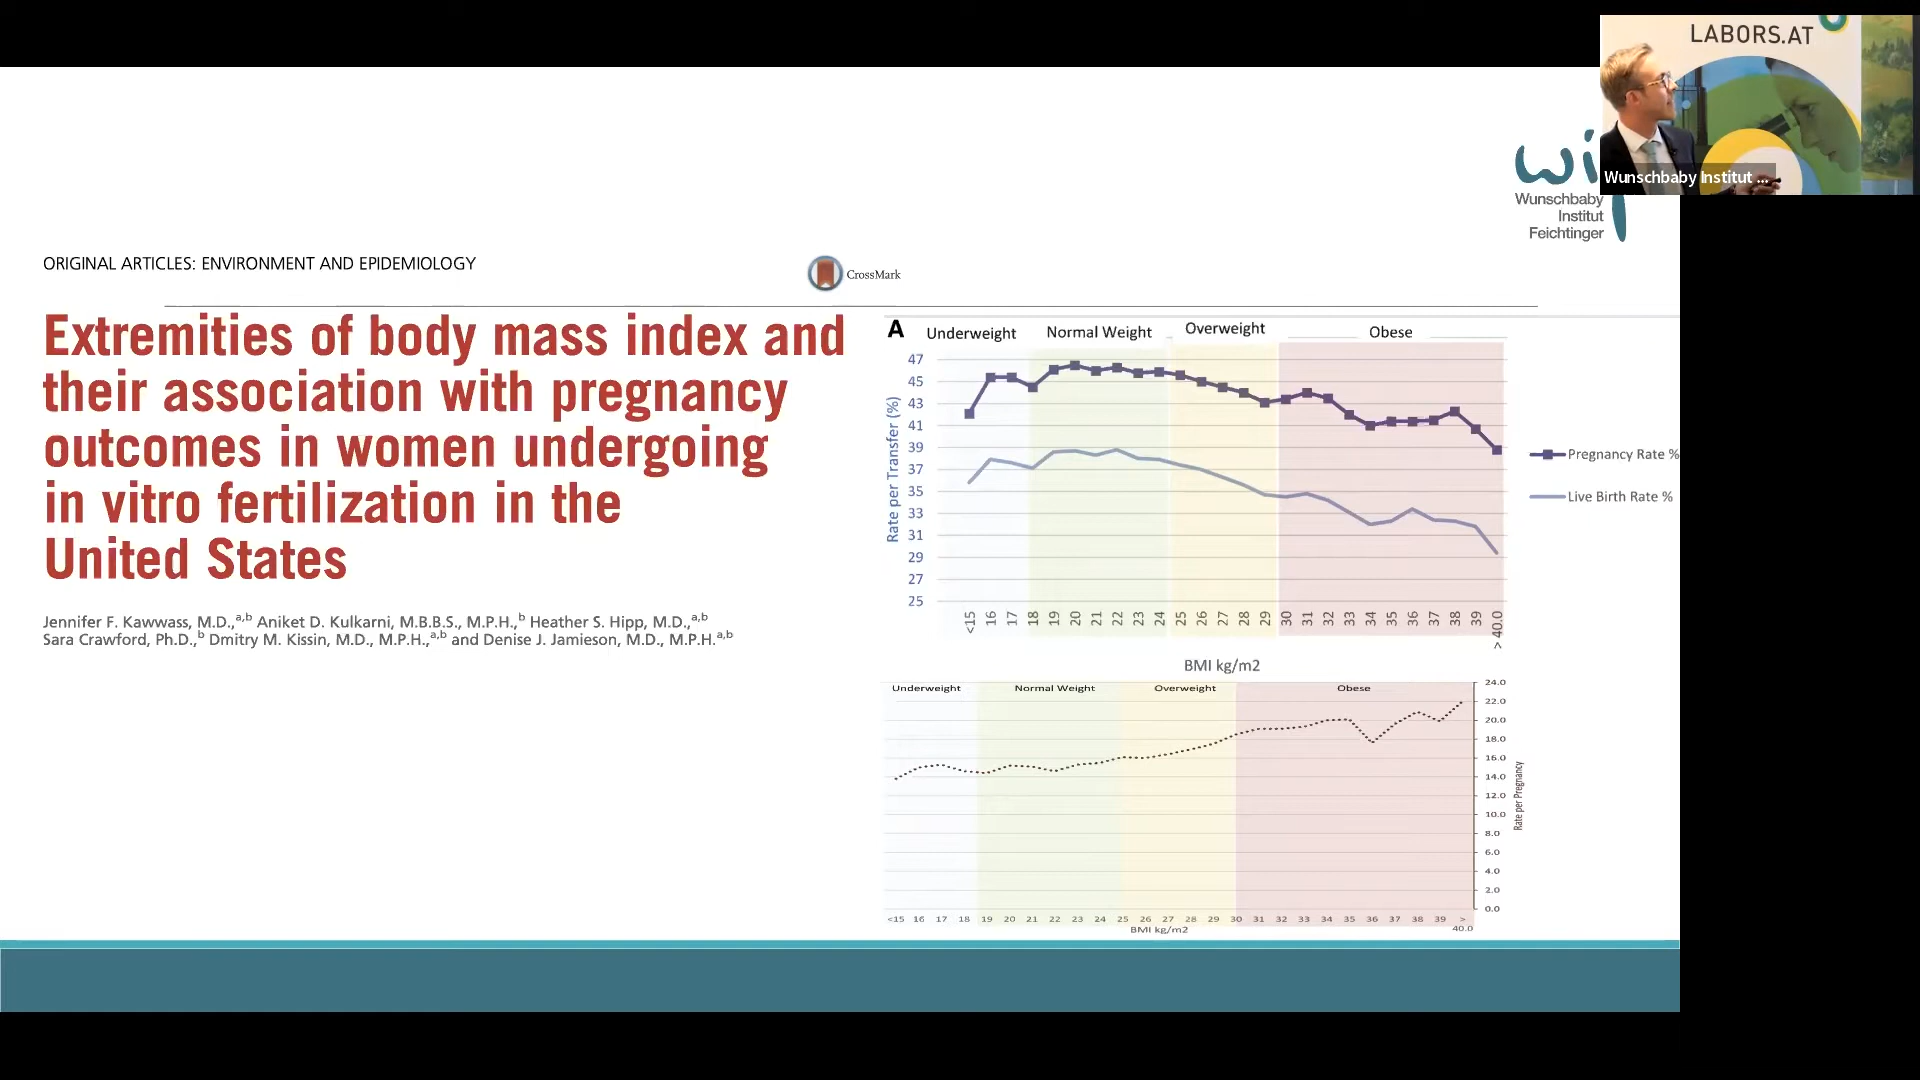 LABORS.AT
Wunschbaby Institut ...
wi
Wunschbaby
Institut
Feichtinger
ORIGINAL ARTICLES: ENVIRONMENT AND EPIDEMIOLOGY
CrossMark
Extremities of body mass index and
their association with pregnancy
outcomes in women undergoing
in vitro fertilization in the
United States
Jennifer F. Kawwass, M.D.,a,b Aniket D. Kulkarni, M.B.B.S., M.P.H.,b Heather S. Hipp, M.D.,a,b
Sara Crawford, Ph.D.,b Dmitry M. Kissin, M.D., M.P.H.,a,b and Denise J. Jamieson, M.D., M.P.H.a,b
A
Underweight Normal Weight Overweight Obese
Rate per Transfer (%)
47
45
43
41
39
37
35
33
31
29
27
25
<15 16 17 18 19 20 21 22 23 24 25 26 27 28 29 30 31 32 33 34 35 36 37 38 39 > 40.0
BMI kg/m2
Pregnancy Rate %
Live Birth Rate %
Underweight Normal Weight Overweight Obese
24.0
22.0
20.0
18.0
16.0
14.0
12.0
10.0
8.0
6.0
4.0
2.0
0.0
Rate per Pregnancy
<15 16 17 18 19 20 21 22 23 24 25 26 27 28 29 30 31 32 33 34 35 36 37 38 39 >
40.0
BMI kg/m2